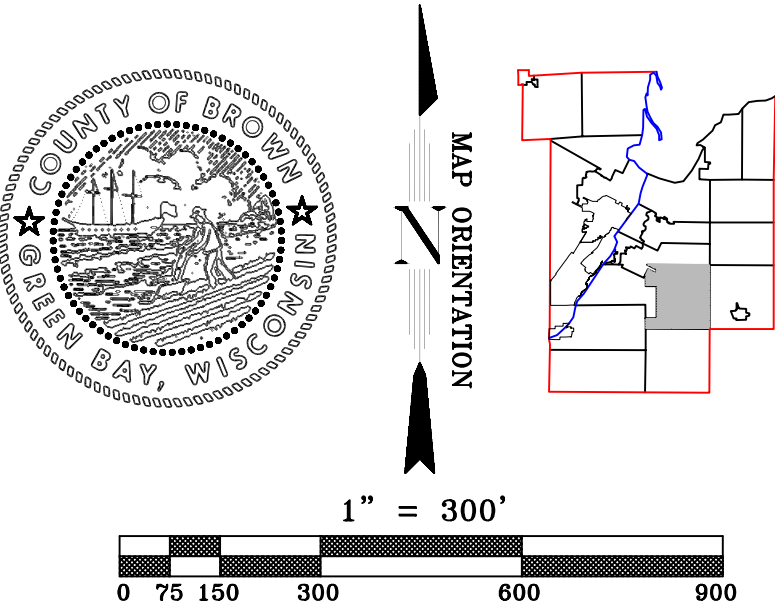 COUNTY OF BROWN
GREEN BAY, WISCONSIN
N
MAP ORIENTATION
1" = 300'
0 75 150 300 600 900